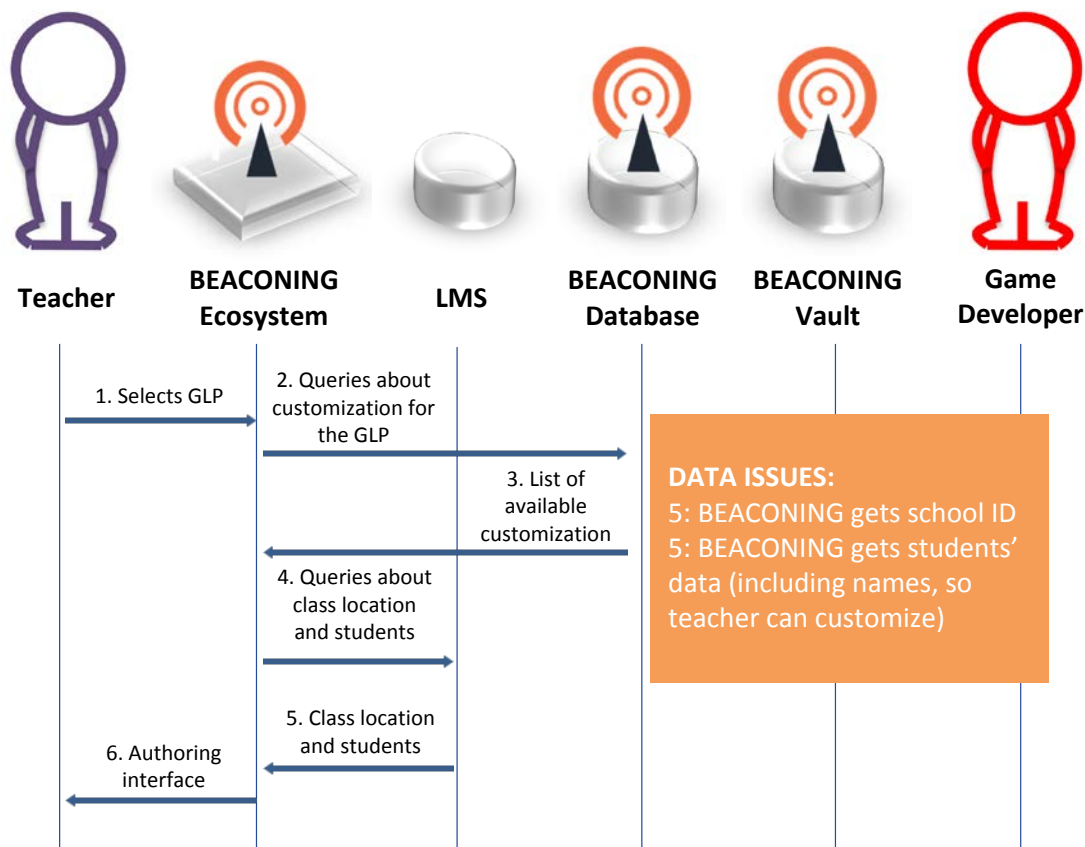 Teacher
BEACONING
Ecosystem
LMS
BEACONING
Database
BEACONING
Vault
Game
Developer
1. Selects GLP
2. Queries about
customization for
the GLP
3. List of
available
customization
DATA ISSUES:
5: BEACONING gets school ID
5: BEACONING gets students’
data (including names, so
teacher can customize)
4. Queries about
class location
and students
5. Class location
and students
6. Authoring
interface